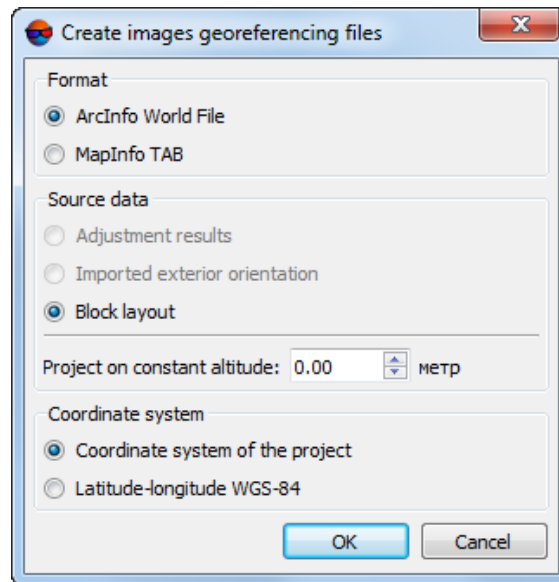 Create images georeferencing files
Format
ArcInfo World File
MapInfo TAB
Source data
Adjustment results
Imported exterior orientation
Block layout
Project on constant altitude: 0.00 метр
Coordinate system
Coordinate system of the project
Latitude-longitude WGS-84
OK Cancel